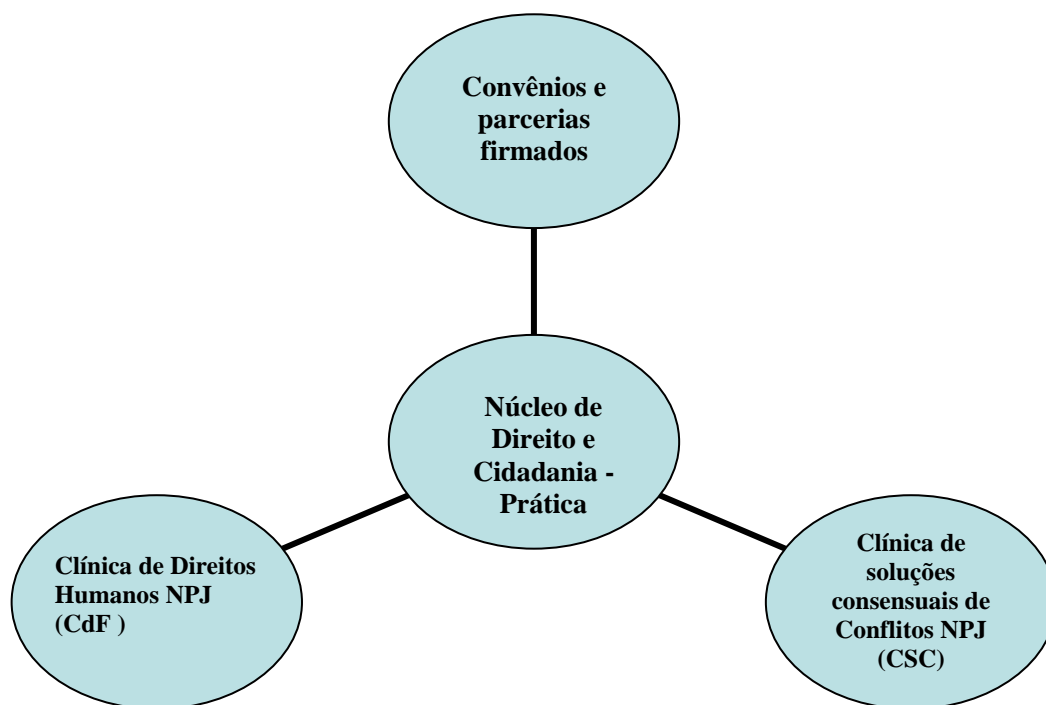 Convênios e
parcerias
firmados
Núcleo de
Direito e
Cidadania -
Prática
Clínica de Direitos
Humanos NPJ
(CdF )
Clínica de
soluções
consensuais de
Conflitos NPJ
(CSC)